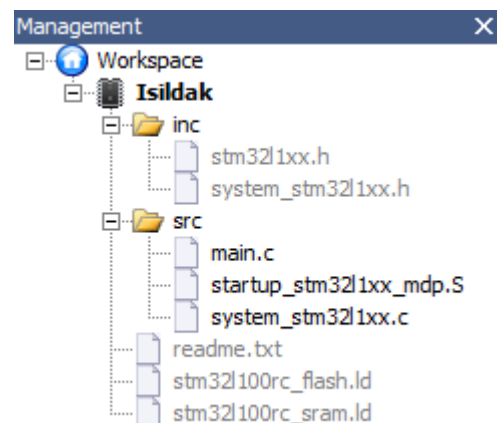 Management
Workspace
Isildak
inc
stm32l1xx.h
system_stm32l1xx.h
src
main.c
startup_stm32l1xx_mdp.S
system_stm32l1xx.c
readme.txt
stm32l100rc_flash.ld
stm32l100rc_sram.ld